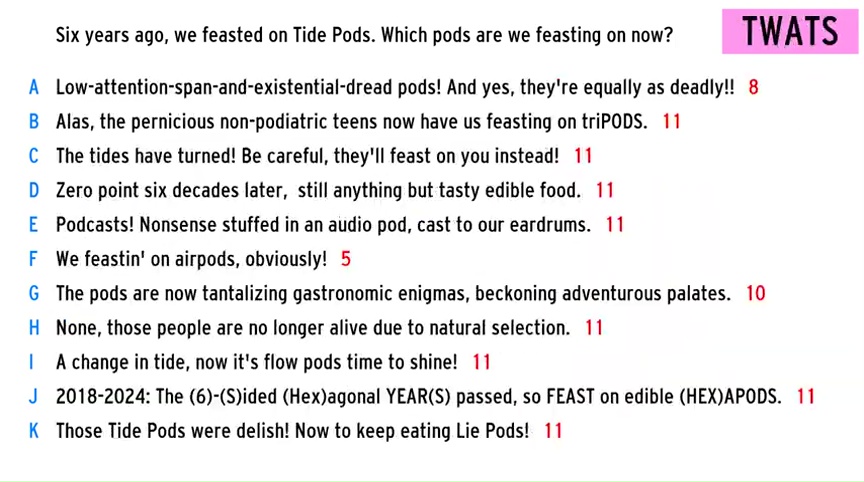 Six years ago, we feasted on Tide Pods. Which pods are we feasting on now?
TWATS
A Low-attention-span-and-existential-dread pods! And yes, they're equally as deadly!! 8
B Alas, the pernicious non-podiatric teens now have us feasting on triPODS. 11
C The tides have turned! Be careful, they'll feast on you instead! 11
D Zero point six decades later, still anything but tasty edible food. 11
E Podcasts! Nonsense stuffed in an audio pod, cast to our eardrums. 11
F We feastin' on airpods, obviously! 5
G The pods are now tantalizing gastronomic enigmas, beckoning adventurous palates. 10
H None, those people are no longer alive due to natural selection. 11
I A change in tide, now it's flow pods time to shine! 11
J 2018-2024: The (6)-(S)ided (Hex)agonal YEAR(S) passed, so FEAST on edible (HEX)APODS. 11
K Those Tide Pods were delish! Now to keep eating Lie Pods! 11